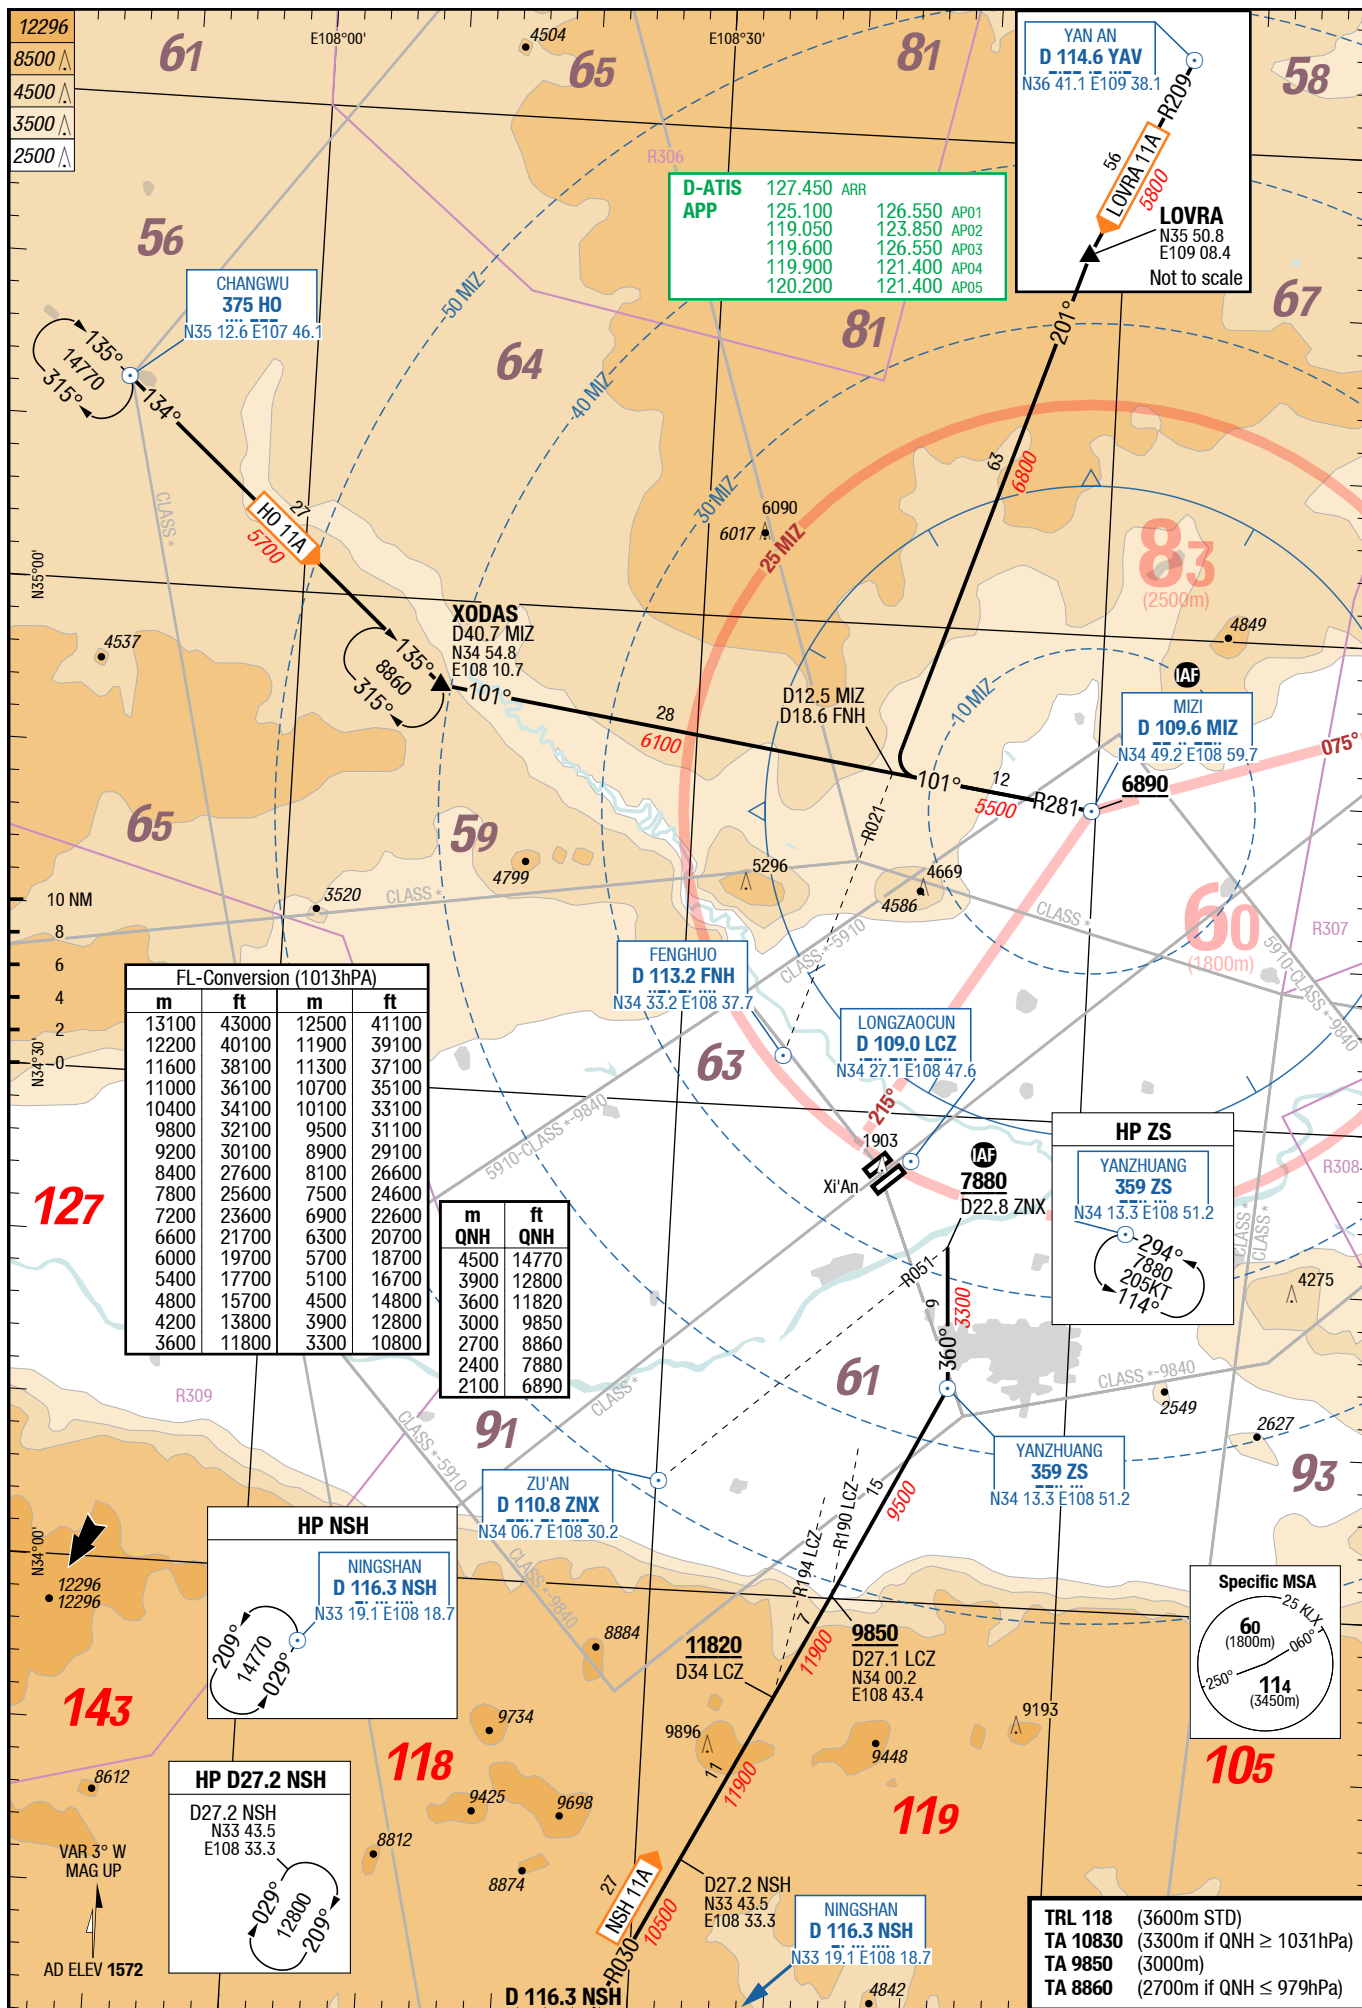 12296
8500
4500
3500
2500
E108°00'
E108°30'
4504
61
65
81
58
YAN AN
D 114.6 YAV
N36 41.1 E109 38.1
R209
56
LOVRA 11A
5800
LOVRA
N35 50.8
E109 08.4
Not to scale
R306
D-ATIS 127.450 ARR
APP 125.100 126.550 AP01
119.050 123.850 AP02
119.600 126.550 AP03
119.900 121.400 AP04
120.200 121.400 AP05
56
67
81
64
CHANGWU
375 HO
N35 12.6 E107 46.1
50 MIZ
40 MIZ
30 MIZ
25 MIZ
10 MIZ
135°
14770
315°
134°
201°
63
6800
CLASS *
27
HO 11A
5700
6090
6017
83
(2500m)
N35°00'
4537
4849
XODAS
D40.7 MIZ
N34 54.8
E108 10.7
135°
8860
315°
101°
28
6100
D12.5 MIZ
D18.6 FNH
IAF
MIZI
D 109.6 MIZ
N34 49.2 E108 59.7
075°
6890
101°
12
5500
R281
R021
65
59
4799
5296
4669
4586
3520
CLASS *
CLASS *
60
(1800m)
R307
10 NM
8
6
4
2
0
N34°30'
CLASS *-5910
5910-CLASS *-9840
FENGHUO
D 113.2 FNH
N34 33.2 E108 37.7
LONGZAOCUN
D 109.0 LCZ
N34 27.1 E108 47.6
63
FL-Conversion (1013hPA)
m ft m ft
13100 43000 12500 41100
12200 40100 11900 39100
11600 38100 11300 37100
11000 36100 10700 35100
10400 34100 10100 33100
9800 32100 9500 31100
9200 30100 8900 29100
8400 27600 8100 26600
7800 25600 7500 24600
7200 23600 6900 22600
6600 21700 6300 20700
6000 19700 5700 18700
5400 17700 5100 16700
4800 15700 4500 14800
4200 13800 3900 12800
3600 11800 3300 10800
5910-CLASS *-9840
215°
1903
Xi'An
IAF
7880
D22.8 ZNX
HP ZS
YANZHUANG
359 ZS
N34 13.3 E108 51.2
294°
7880
205KT
114°
R308
CLASS *
CLASS *
127
m ft
QNH QNH
4500 14770
3900 12800
3600 11820
3000 9850
2700 8860
2400 7880
2100 6890
R051
9
3300
360°
4275
61
CLASS *-9840
2549
2627
R309
CLASS *
CLASS *-5910
91
93
YANZHUANG
359 ZS
N34 13.3 E108 51.2
ZU'AN
D 110.8 ZNX
N34 06.7 E108 30.2
15
9500
R190 LCZ
R194 LCZ
CLASS *-9840
N34°00'
12296
12296
HP NSH
NINGSHAN
D 116.3 NSH
N33 19.1 E108 18.7
209°
14770
029°
Specific MSA
25 KLX
60
(1800m)
060°
250°
114
(3450m)
8884
11820
D34 LCZ
7
11900
9850
D27.1 LCZ
N34 00.2
E108 43.4
143
9734
9896
9448
9193
118
105
119
8612
HP D27.2 NSH
D27.2 NSH
N33 43.5
E108 33.3
029°
12800
209°
9425
9698
8812
8874
11
11900
VAR 3° W
MAG UP
AD ELEV 1572
27
NSH 11A
10500
D27.2 NSH
N33 43.5
E108 33.3
NINGSHAN
D 116.3 NSH
N33 19.1 E108 18.7
R030
D 116.3 NSH
4842
TRL 118 (3600m STD)
TA 10830 (3300m if QNH ≥ 1031hPa)
TA 9850 (3000m)
TA 8860 (2700m if QNH ≤ 979hPa)